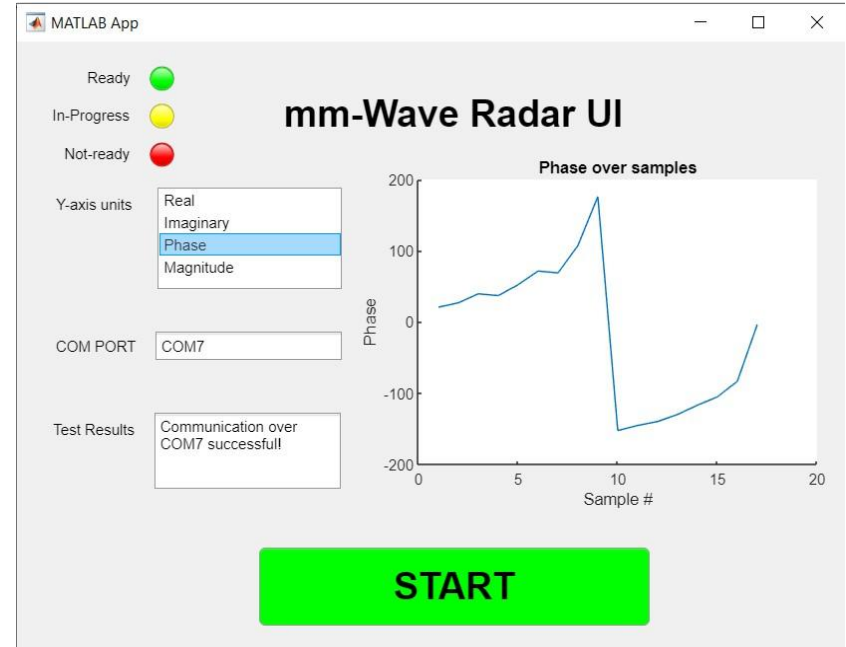 MATLAB App
Ready
In-Progress
Not-ready
mm-Wave Radar UI
Y-axis units
Real
Imaginary
Phase
Magnitude
COM PORT
COM7
Test Results
Communication over
COM7 successful!
Phase over samples
Phase
200
100
0
-100
-200
0 5 10 15 20
Sample #
START